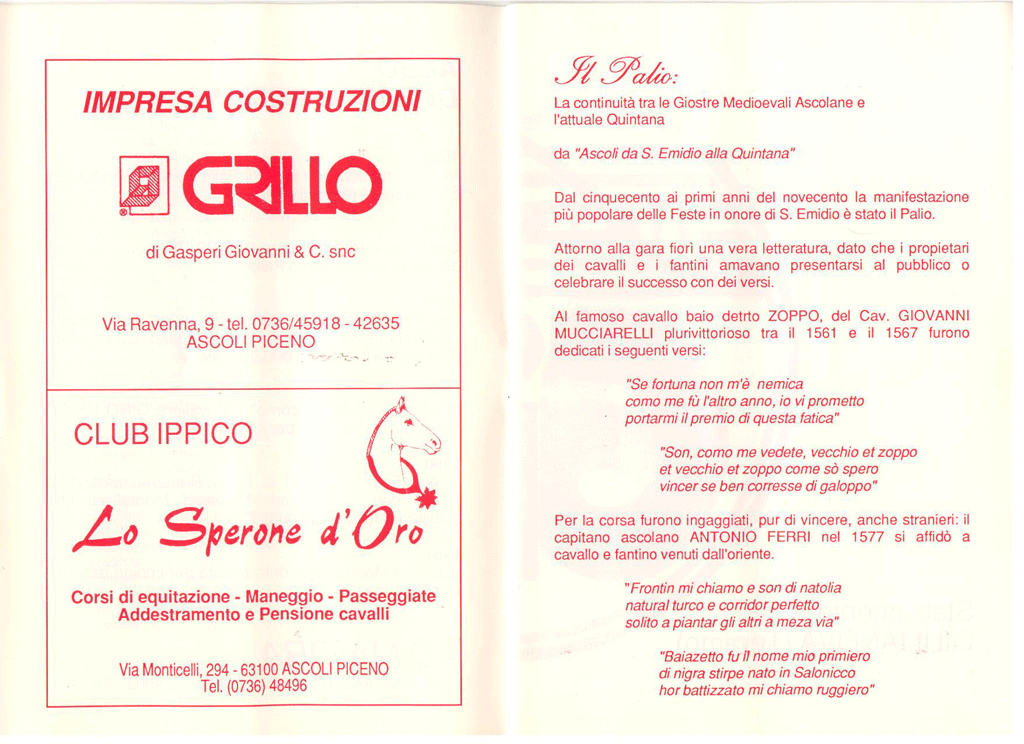 IMPRESA COSTRUZIONI
GRILLO
®
di Gasperi Giovanni & C. snc
Via Ravenna, 9 - tel. 0736/45918 - 42635
ASCOLI PICENO
CLUB IPPICO
Lo Sperone d'Oro
Corsi di equitazione - Maneggio - Passeggiate
Addestramento e Pensione cavalli
Via Monticelli, 294 - 63100 ASCOLI PICENO
Tel. (0736) 48496
Il Palio:
La continuità tra le Giostre Medioevali Ascolane e
l'attuale Quintana
da "Ascoli da S. Emidio alla Quintana"
Dal cinquecento ai primi anni del novecento la manifestazione
più popolare delle Feste in onore di S. Emidio è stato il Palio.
Attorno alla gara fiorì una vera letteratura, dato che i propietari
dei cavalli e i fantini amavano presentarsi al pubblico o
celebrare il successo con dei versi.
Al famoso cavallo baio detrto ZOPPO, del Cav. GIOVANNI
MUCCIARELLI plurivittorioso tra il 1561 e il 1567 furono
dedicati i seguenti versi:
"Se fortuna non m'è nemica
como me fù l'altro anno, io vi prometto
portarmi il premio di questa fatica"
"Son, como me vedete, vecchio et zoppo
et vecchio et zoppo come sò spero
vincer se ben corresse di galoppo"
Per la corsa furono ingaggiati, pur di vincere, anche stranieri: il
capitano ascolano ANTONIO FERRI nel 1577 si affidò a
cavallo e fantino venuti dall'oriente.
"Frontin mi chiamo e son di natolia
natural turco e corridor perfetto
solito a piantar gli altri a meza via"
"Baiazetto fu Il nome mio primiero
di nigra stirpe nato in Salonicco
hor battizzato mi chiamo ruggiero"